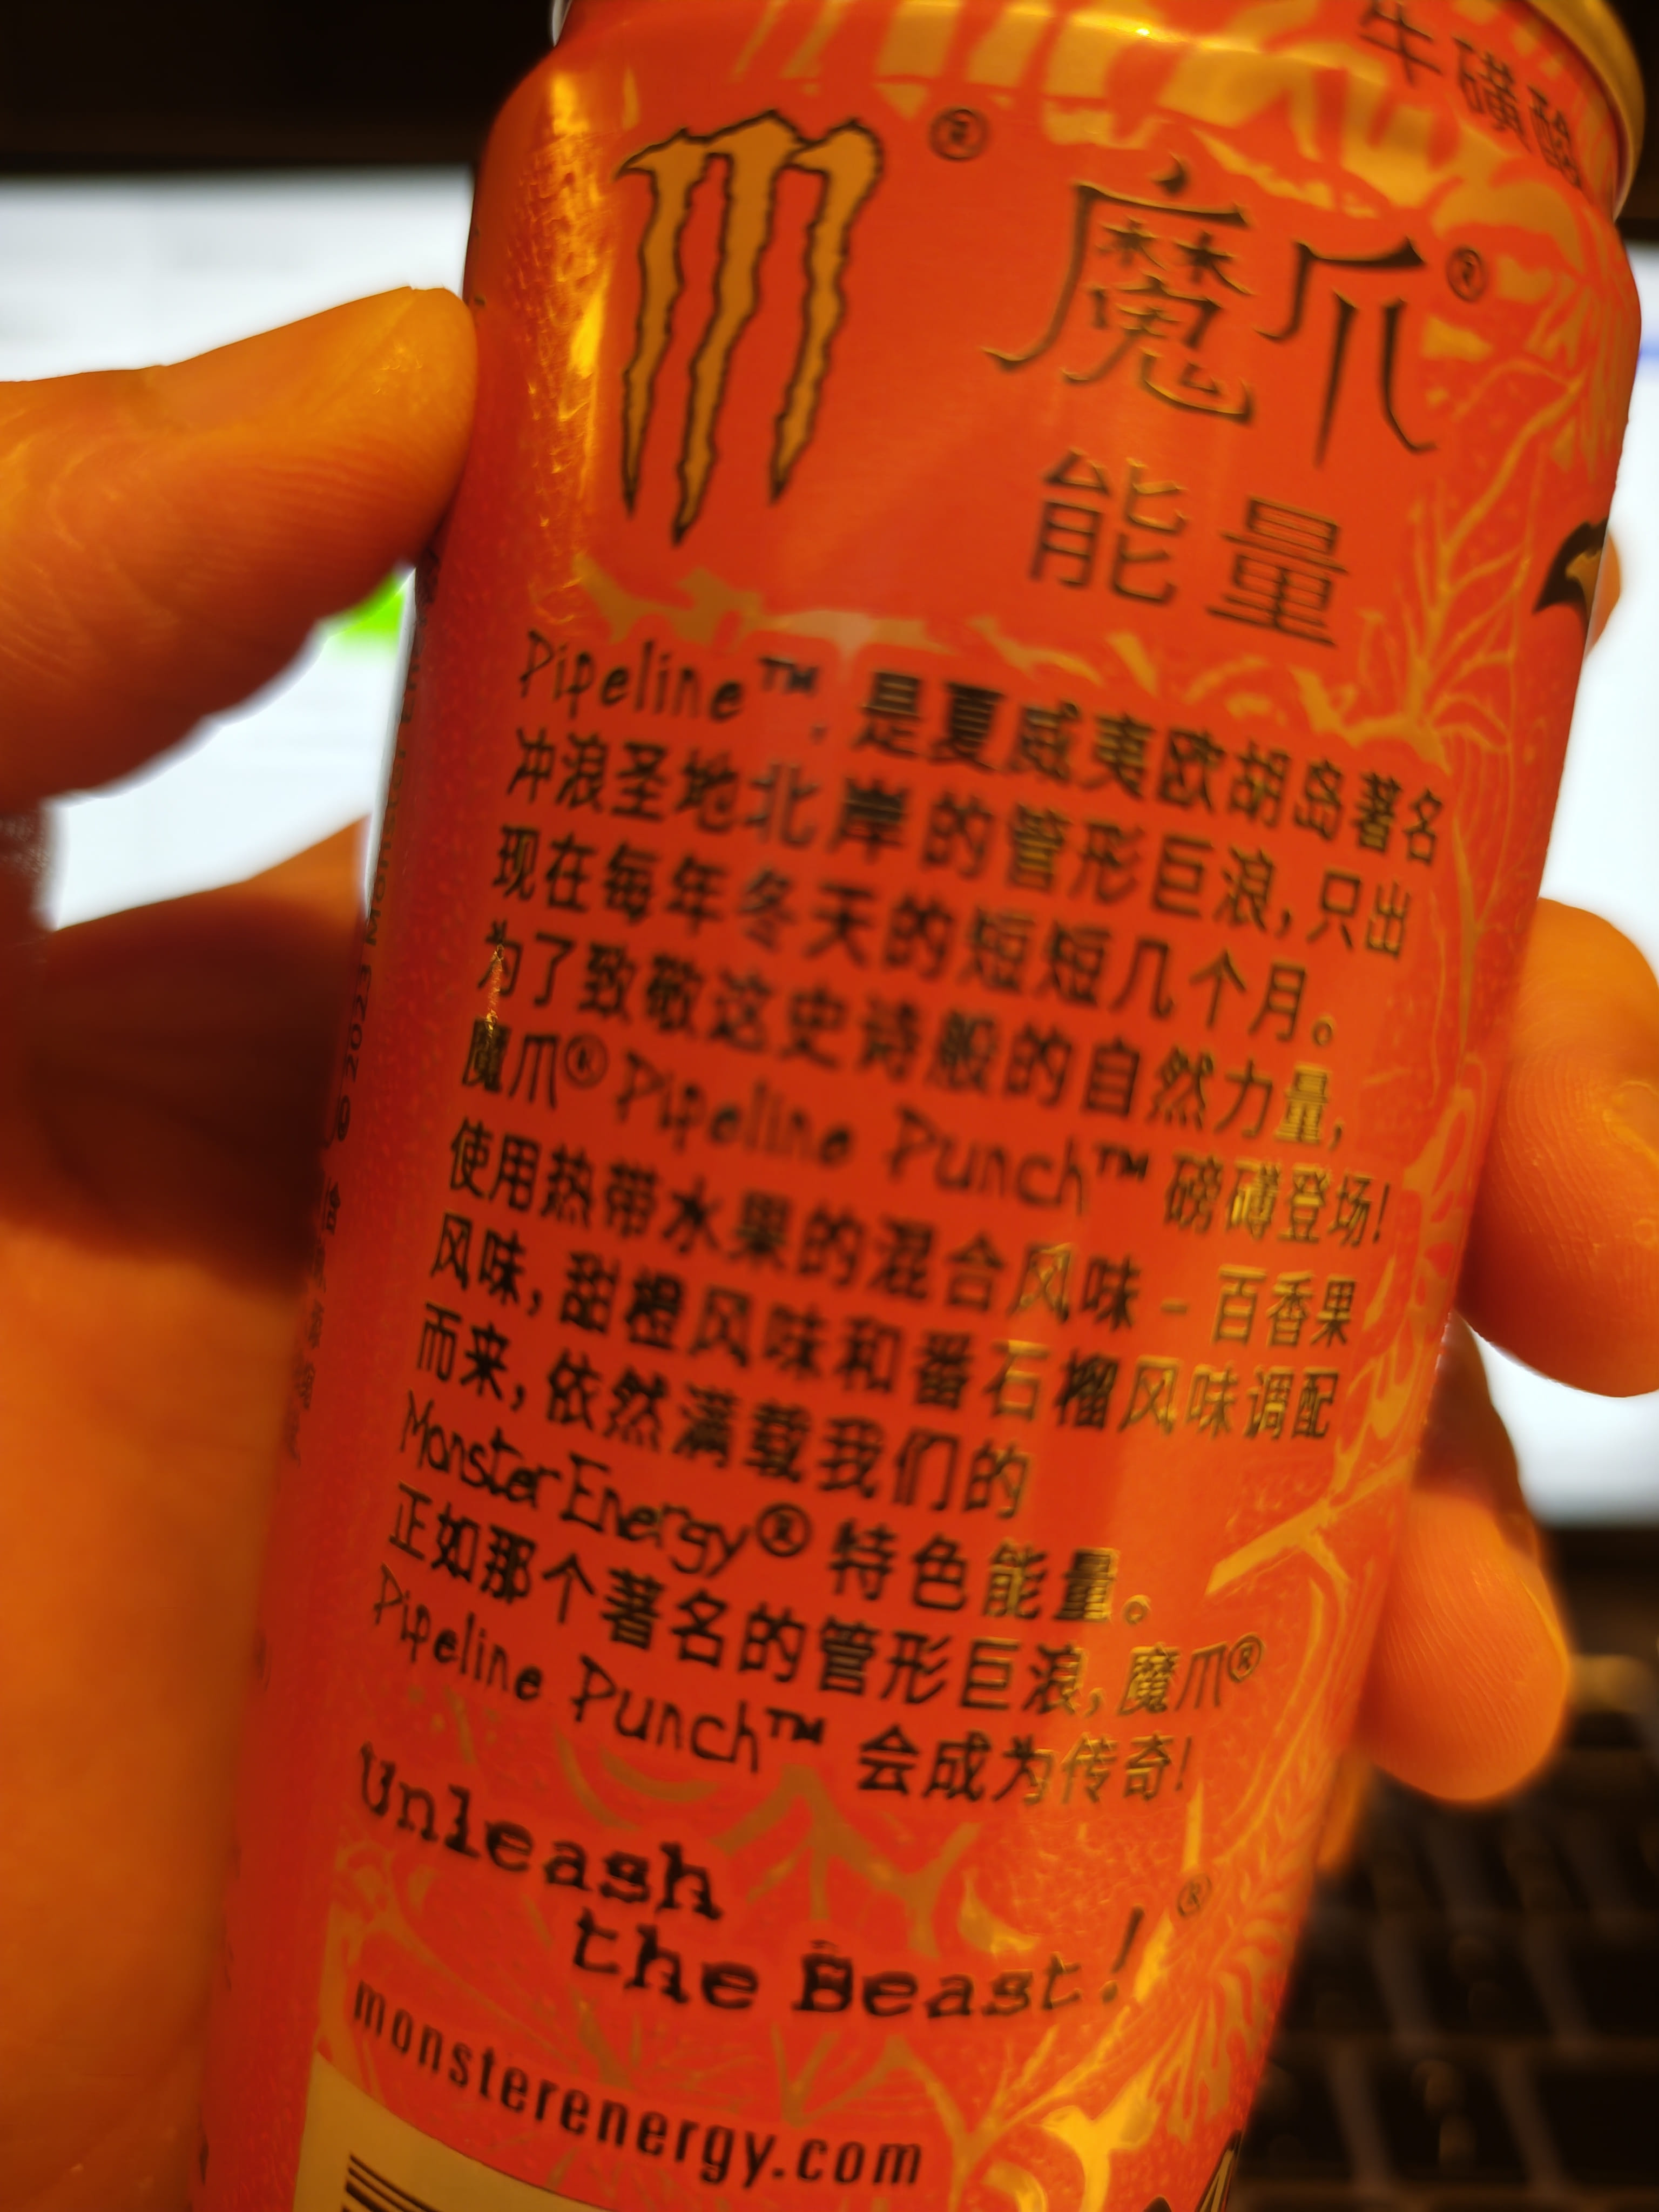 牛磺酸
®
魔爪®
能量
Pipeline™, 是夏威夷欧胡岛著名
冲浪圣地北岸的管形巨浪, 只出
现在每年冬天的短短几个月。
为了致敬这史诗般的自然力量,
魔爪® Pipeline Punch™ 磅礴登场!
使用热带水果的混合风味 - 百香果
风味, 甜橙风味和番石榴风味调配
而来, 依然满载我们的
Monster Energy® 特色能量。
正如那个著名的管形巨浪, 魔爪®
Pipeline Punch™ 会成为传奇!
Unleash
the Beast!®
monsterenergy.com
© 2023